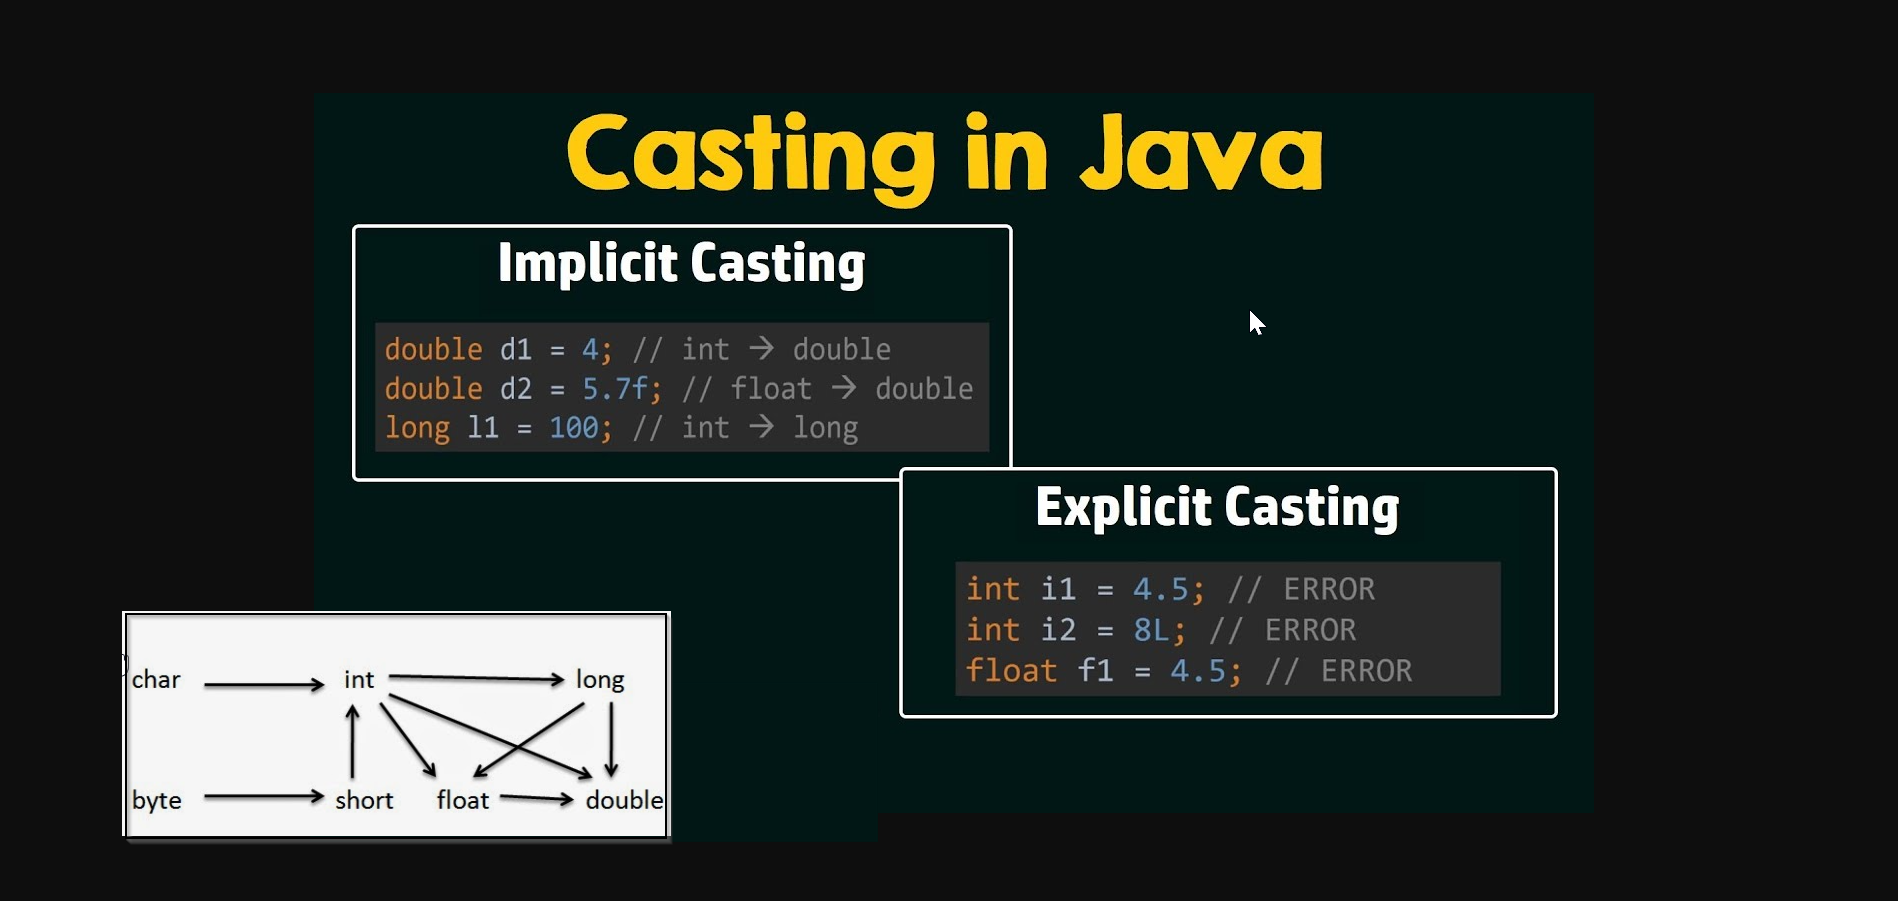 Casting in Java
Implicit Casting
double d1 = 4; // int → double
double d2 = 5.7f; // float → double
long l1 = 100; // int → long
Explicit Casting
int i1 = 4.5; // ERROR
int i2 = 8L; // ERROR
float f1 = 4.5; // ERROR
char int long
byte short float double